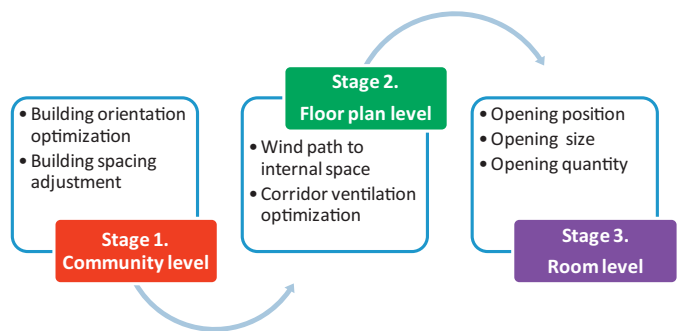 • Building orientation
optimization
• Building spacing
adjustment
Stage 1.
Community level
Stage 2.
Floor plan level
• Wind path to
internal space
• Corridor ventilation
optimization
• Opening position
• Opening size
• Opening quantity
Stage 3.
Room level